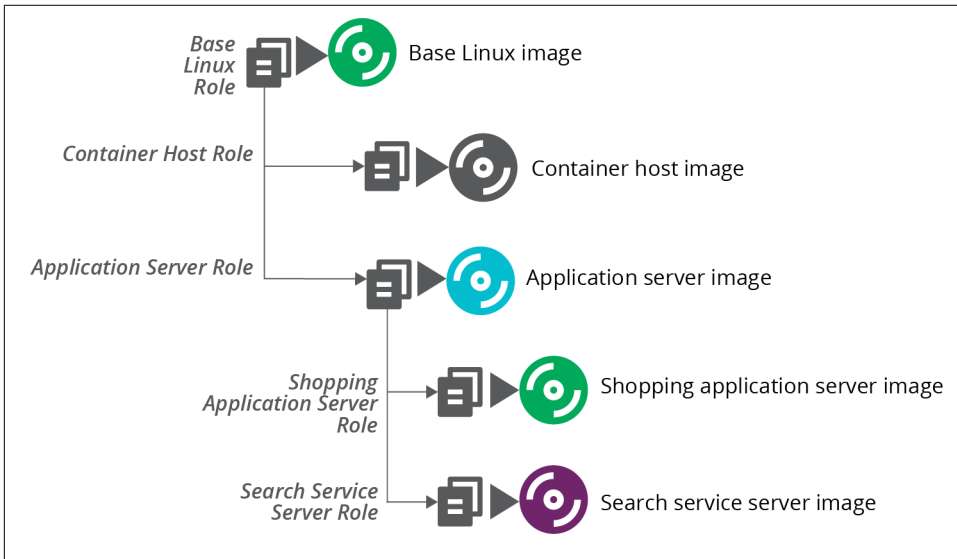 Base
Linux
Role
Base Linux image
Container Host Role
Container host image
Application Server Role
Application server image
Shopping
Application Server
Role
Shopping application server image
Search Service
Server Role
Search service server image